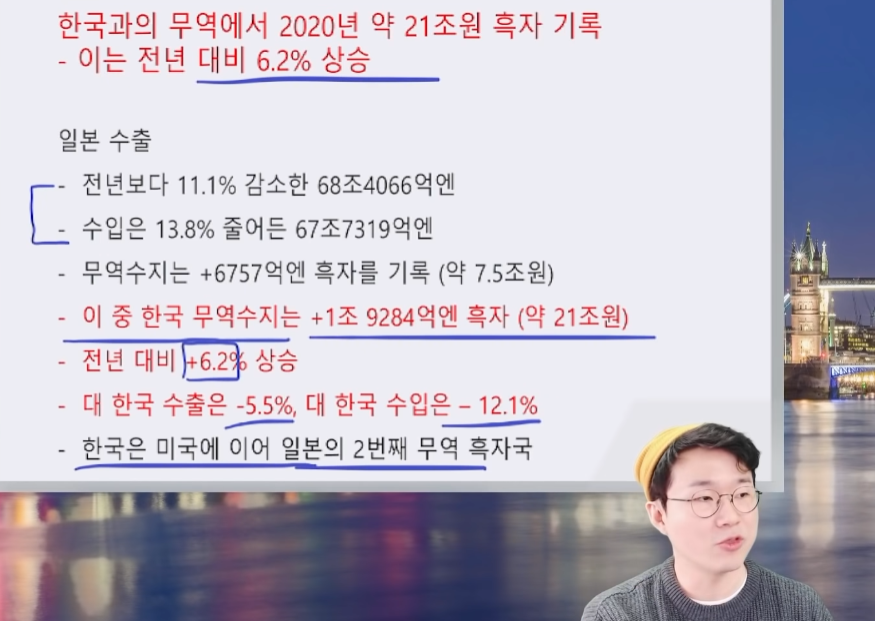 한국과의 무역에서 2020년 약 21조원 흑자 기록
- 이는 전년 대비 6.2% 상승
일본 수출
- 전년보다 11.1% 감소한 68조4066억엔
- 수입은 13.8% 줄어든 67조7319억엔
- 무역수지는 +6757억엔 흑자를 기록 (약 7.5조원)
- 이 중 한국 무역수지는 +1조 9284억엔 흑자 (약 21조원)
- 전년 대비 +6.2% 상승
- 대 한국 수출은 -5.5%, 대 한국 수입은 – 12.1%
- 한국은 미국에 이어 일본의 2번째 무역 흑자국